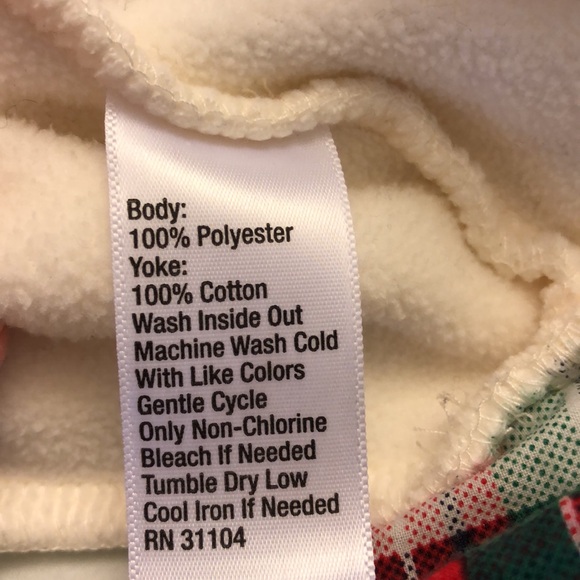 Body:
100% Polyester
Yoke:
100% Cotton
Wash Inside Out
Machine Wash Cold
With Like Colors
Gentle Cycle
Only Non-Chlorine
Bleach If Needed
Tumble Dry Low
Cool Iron If Needed
RN 31104